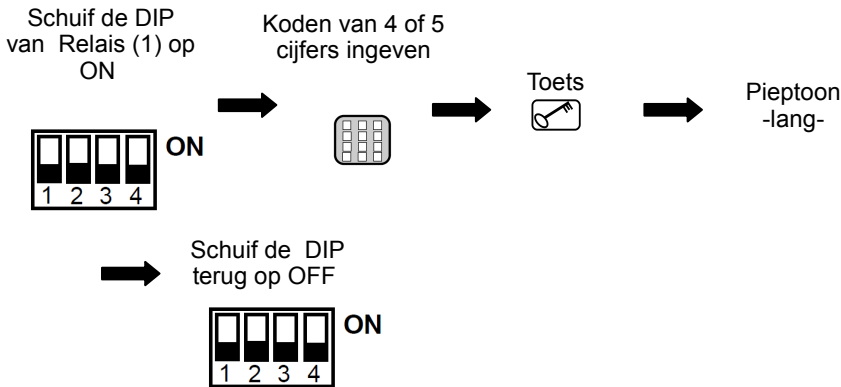 Schuif de DIP
van Relais (1) op
ON
ON
1 2 3 4
Koden van 4 of 5
cijfers ingeven
Toets
Pieptoon
-lang-
Schuif de DIP
terug op OFF
ON
1 2 3 4